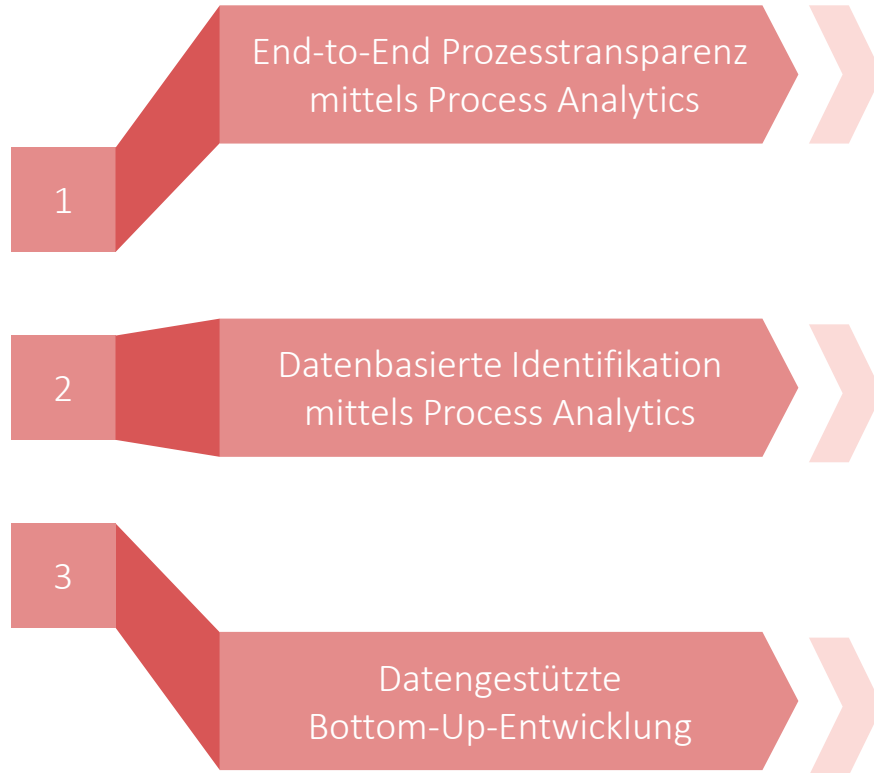 1
End-to-End Prozesstransparenz
mittels Process Analytics
2
Datenbasierte Identifikation
mittels Process Analytics
3
Datengestützte
Bottom-Up-Entwicklung